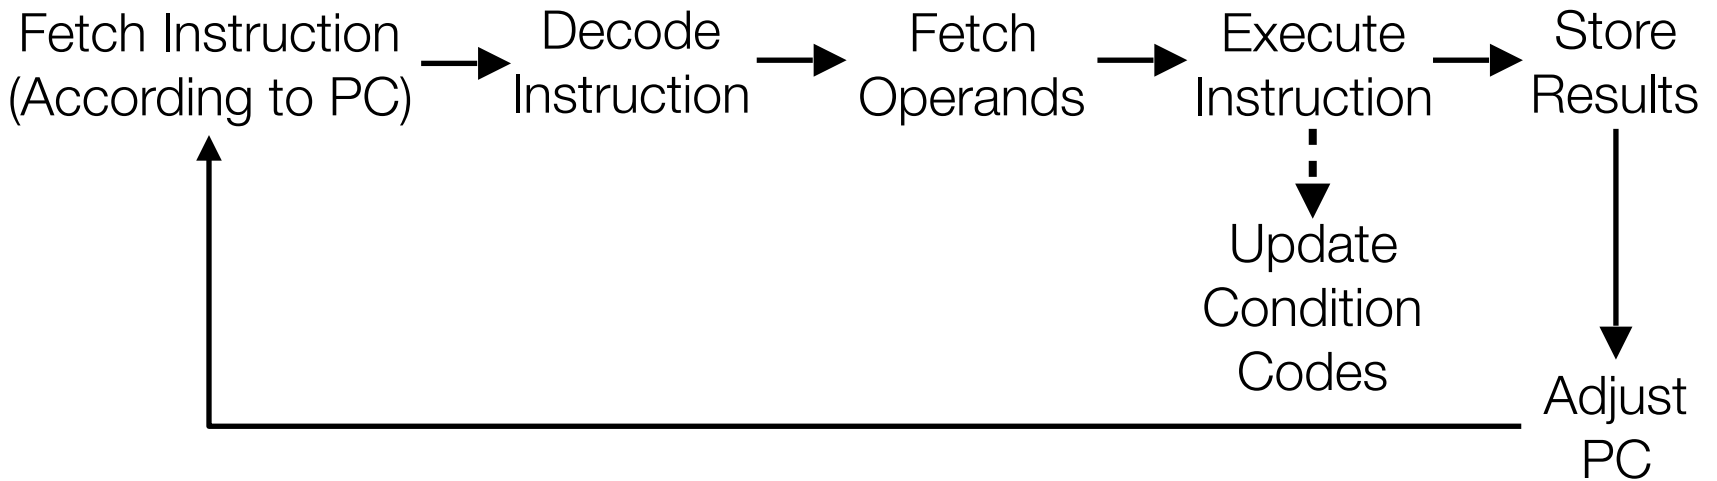 Fetch Instruction
(According to PC)
Decode
Instruction
Fetch
Operands
Execute
Instruction
Store
Results
Update
Condition
Codes
Adjust
PC